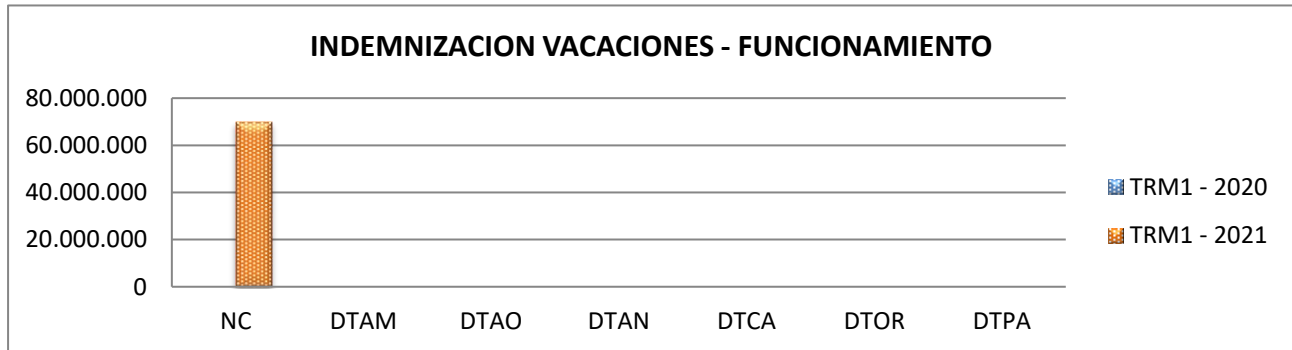 INDEMNIZACION VACACIONES - FUNCIONAMIENTO
80.000.000
60.000.000
40.000.000
20.000.000
0
NC DTAM DTAO DTAN DTCA DTOR DTPA
TRM1 - 2020
TRM1 - 2021